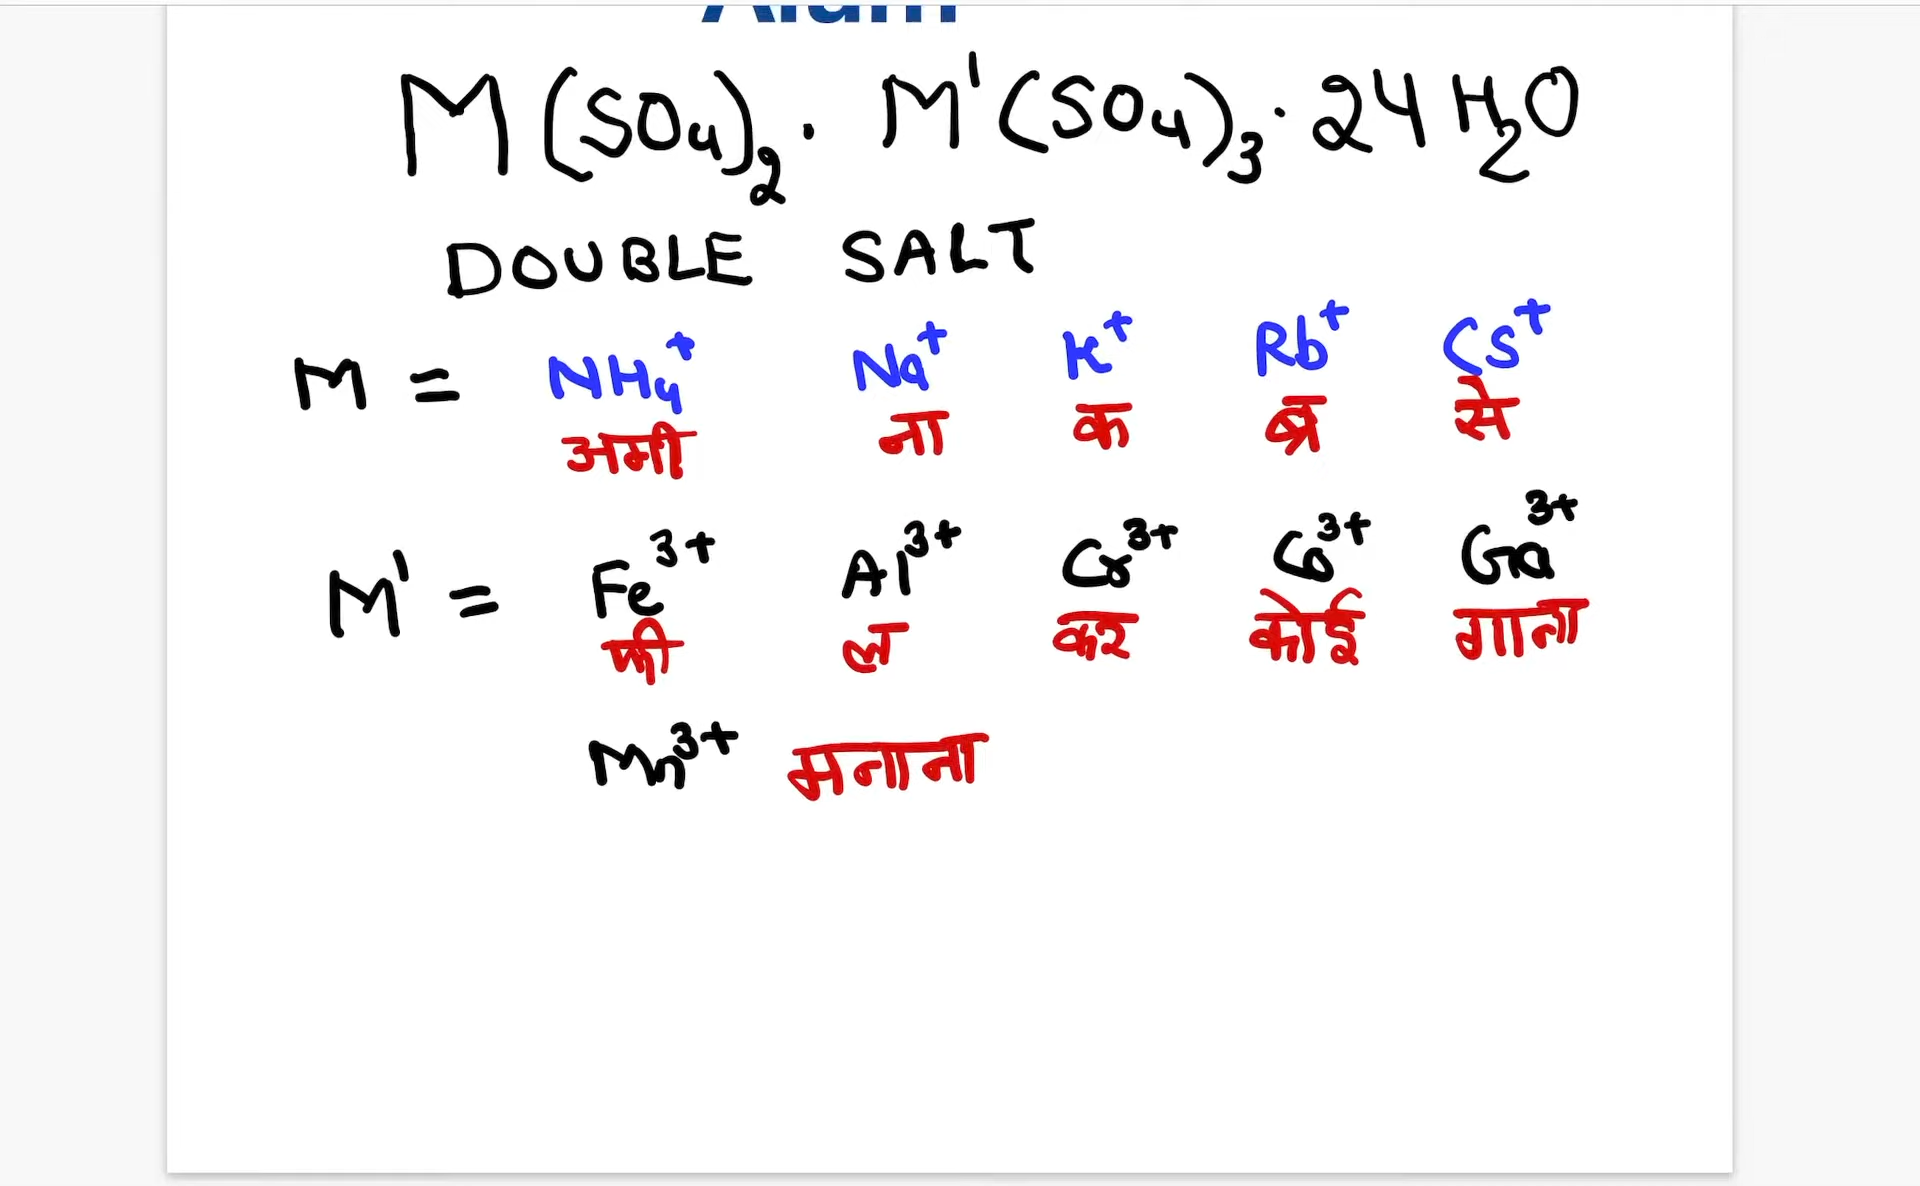 Alum
M(SO₄)₂ · M'(SO₄)₃ · 24H₂O
DOUBLE SALT
M = NH₄⁺ Na⁺ K⁺ Rb⁺ Cs⁺
अमी ना क ब्र से
M' = Fe³⁺ Al³⁺ Cr³⁺ Co³⁺ Ga³⁺
फी ल कर कोई गाना
Mn³⁺ मनाना